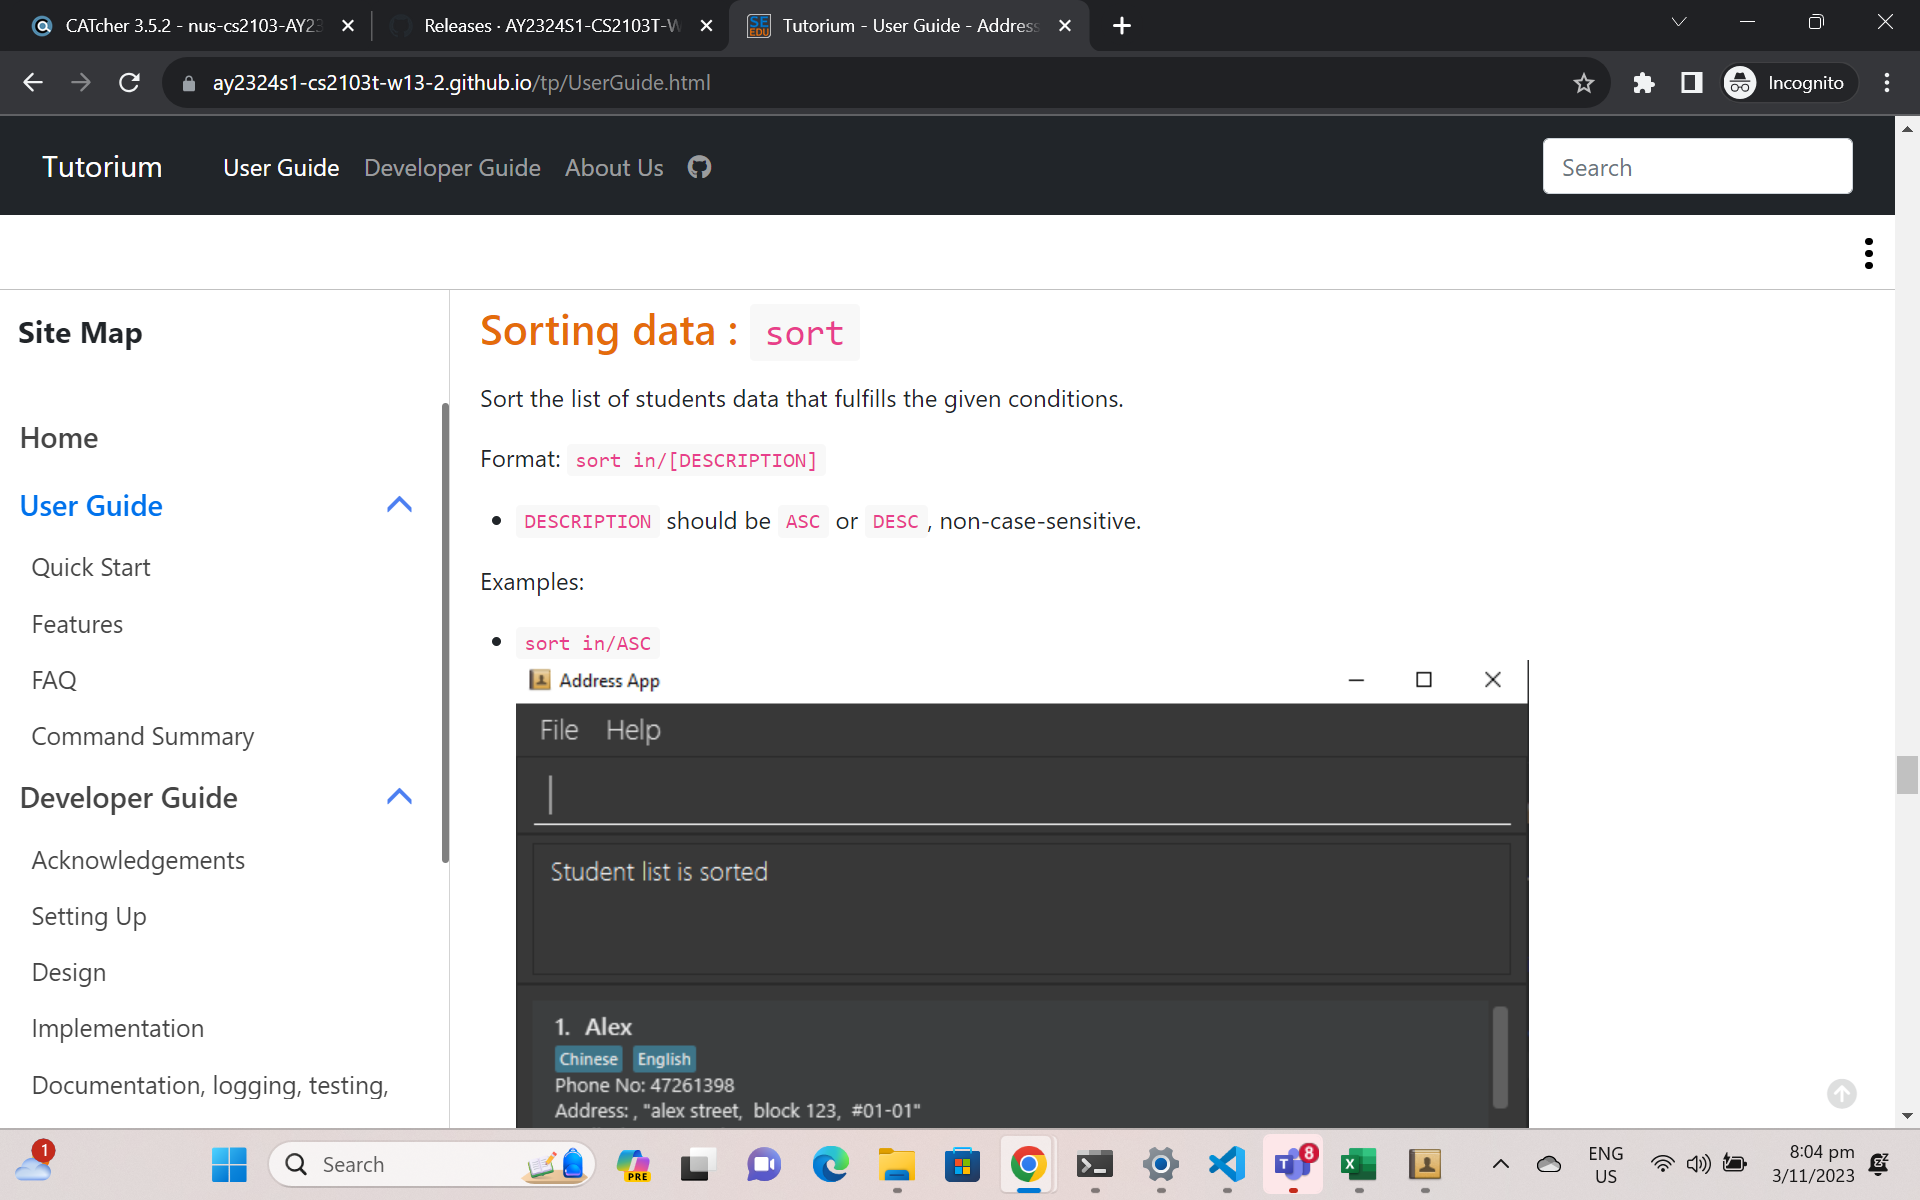 CATcher 3.5.2 - nus-cs2103-AY23
Releases · AY2324S1-CS2103T-W
Tutorium - User Guide - Address
ay2324s1-cs2103t-w13-2.github.io/tp/UserGuide.html
Incognito
Tutorium
User Guide
Developer Guide
About Us
Search
Site Map
Home
User Guide
Quick Start
Features
FAQ
Command Summary
Developer Guide
Acknowledgements
Setting Up
Design
Implementation
Documentation, logging, testing,
Sorting data : sort
Sort the list of students data that fulfills the given conditions.
Format: sort in/[DESCRIPTION]
DESCRIPTION should be ASC or DESC, non-case-sensitive.
Examples:
sort in/ASC
Address App
File Help
Student list is sorted
1. Alex
Chinese English
Phone No: 47261398
Address: , "alex street, block 123, #01-01"
1
Search
PRE
8
ENG
US
8:04 pm
3/11/2023